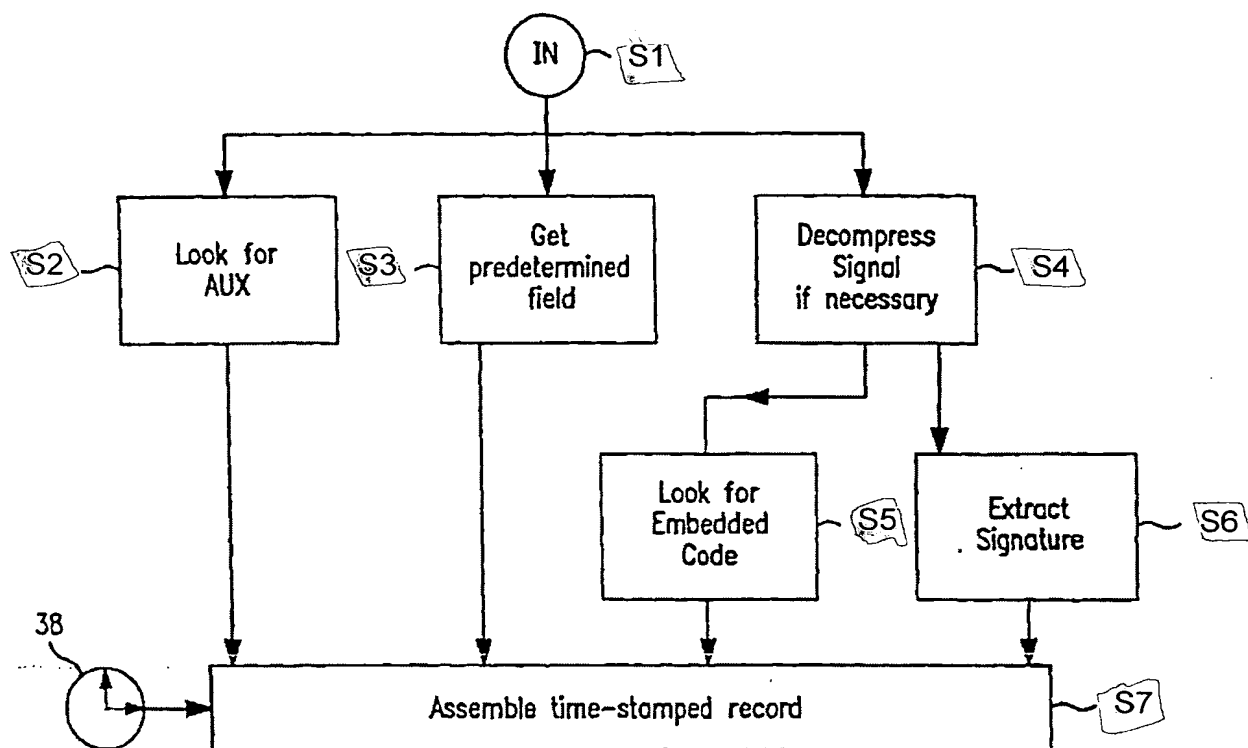 IN
S1
Look for
AUX
S2
Get
predetermined
field
S3
Decompress
Signal
if necessary
S4
Look for
Embedded
Code
S5
Extract
Signature
S6
38
Assemble time-stamped record
S7